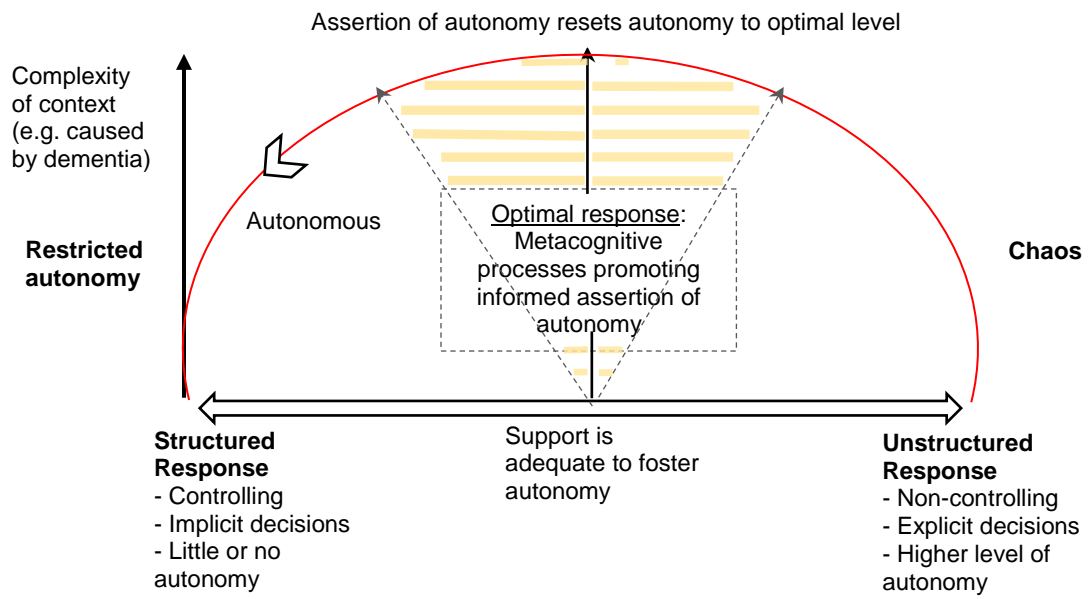 Assertion of autonomy resets autonomy to optimal level
Complexity
of context
(e.g. caused
by dementia)
Autonomous
Restricted
autonomy
Optimal response:
Metacognitive
processes promoting
informed assertion of
autonomy
Chaos
Structured
Response
- Controlling
- Implicit decisions
- Little or no
autonomy
Support is
adequate to foster
autonomy
Unstructured
Response
- Non-controlling
- Explicit decisions
- Higher level of
autonomy